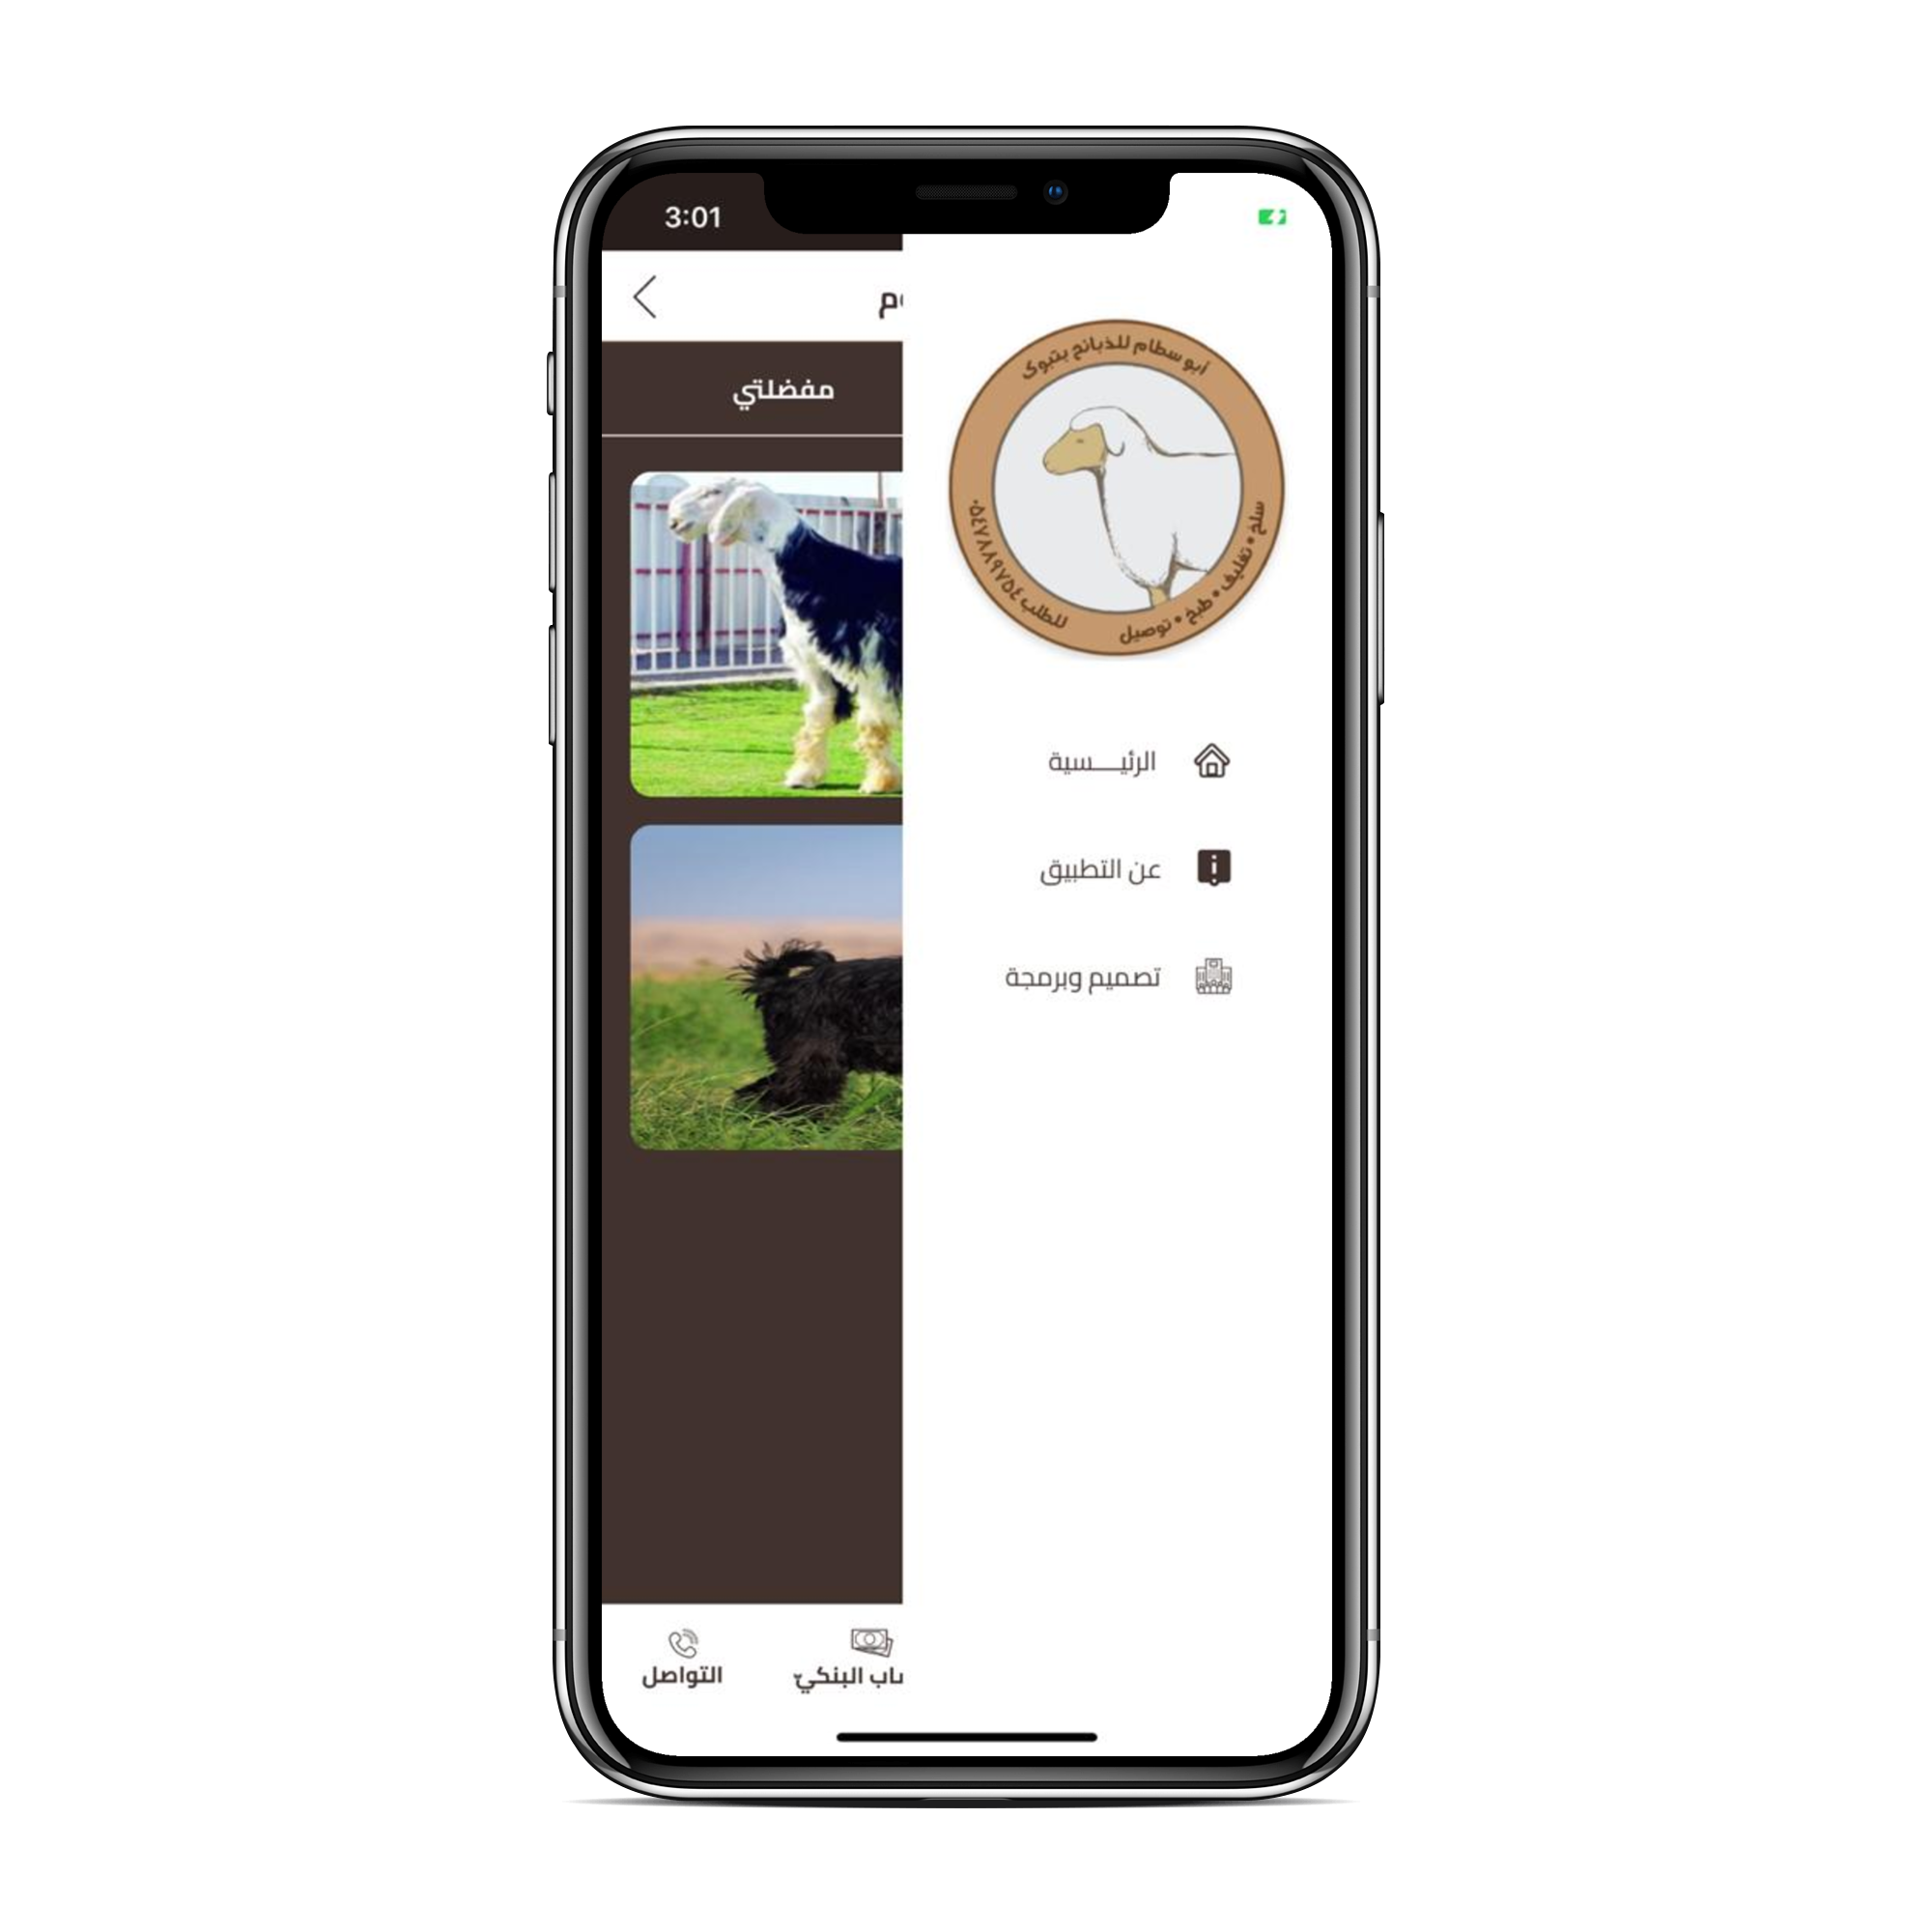 3:01
مفضلتي
أبو سطام للذبائح بتبوك
سلخ • تغليف • طبخ • توصيل
للطلب ٠٥٤٧٨٨٩٧٥٤
الرئيـــسية
عن التطبيق
تصميم وبرمجة
البنكي
التواصل